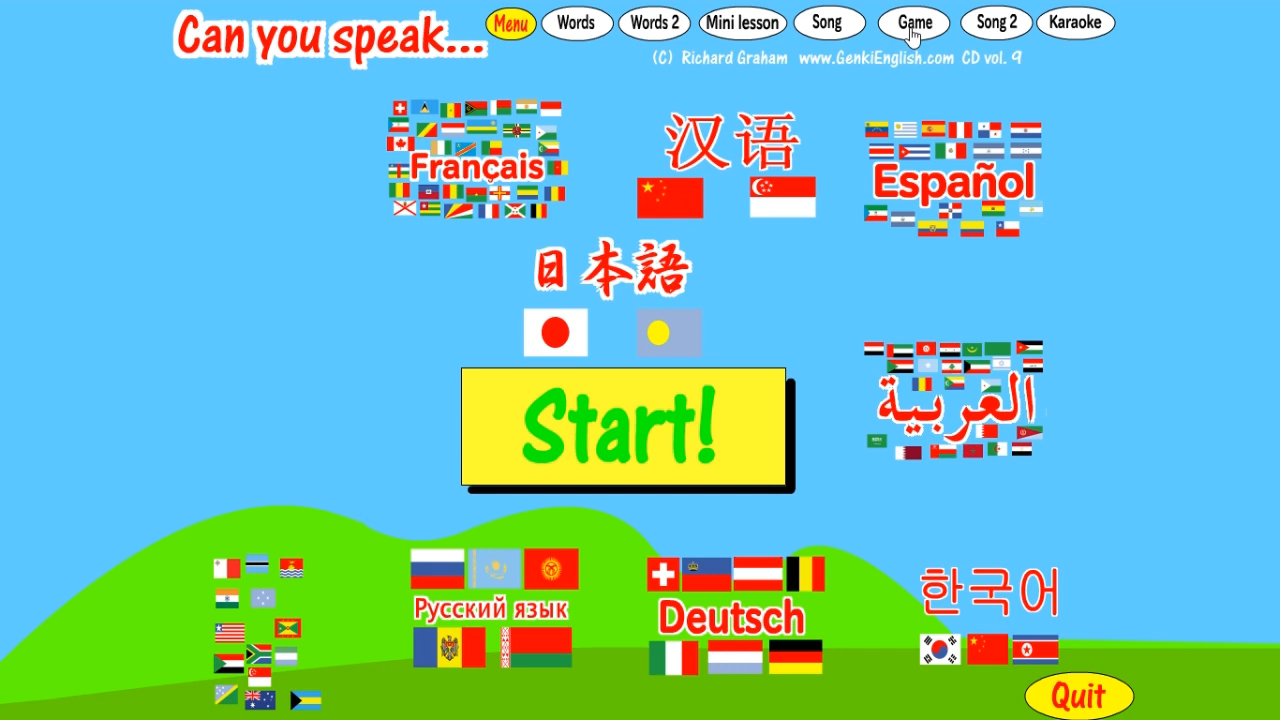 Can you speak...
Menu Words Words 2 Mini lesson Song Game Song 2 Karaoke
(C) Richard Graham www.GenkiEnglish.com CD vol. 9
Français
汉语
Español
日本語
Start!
العربية
Русский язык
Deutsch
한국어
Quit